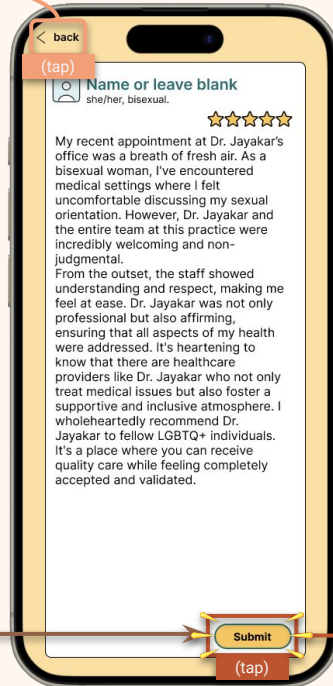 back
(tap)
Name or leave blank
she/her, bisexual.
My recent appointment at Dr. Jayakar's
office was a breath of fresh air. As a
bisexual woman, I've encountered
medical settings where I felt
uncomfortable discussing my sexual
orientation. However, Dr. Jayakar and
the entire team at this practice were
incredibly welcoming and non-
judgmental.
From the outset, the staff showed
understanding and respect, making me
feel at ease. Dr. Jayakar was not only
professional but also affirming,
ensuring that all aspects of my health
were addressed. It's heartening to
know that there are healthcare
providers like Dr. Jayakar who not only
treat medical issues but also foster a
supportive and inclusive atmosphere. I
wholeheartedly recommend Dr.
Jayakar to fellow LGBTQ+ individuals.
It's a place where you can receive
quality care while feeling completely
accepted and validated.
Submit
(tap)